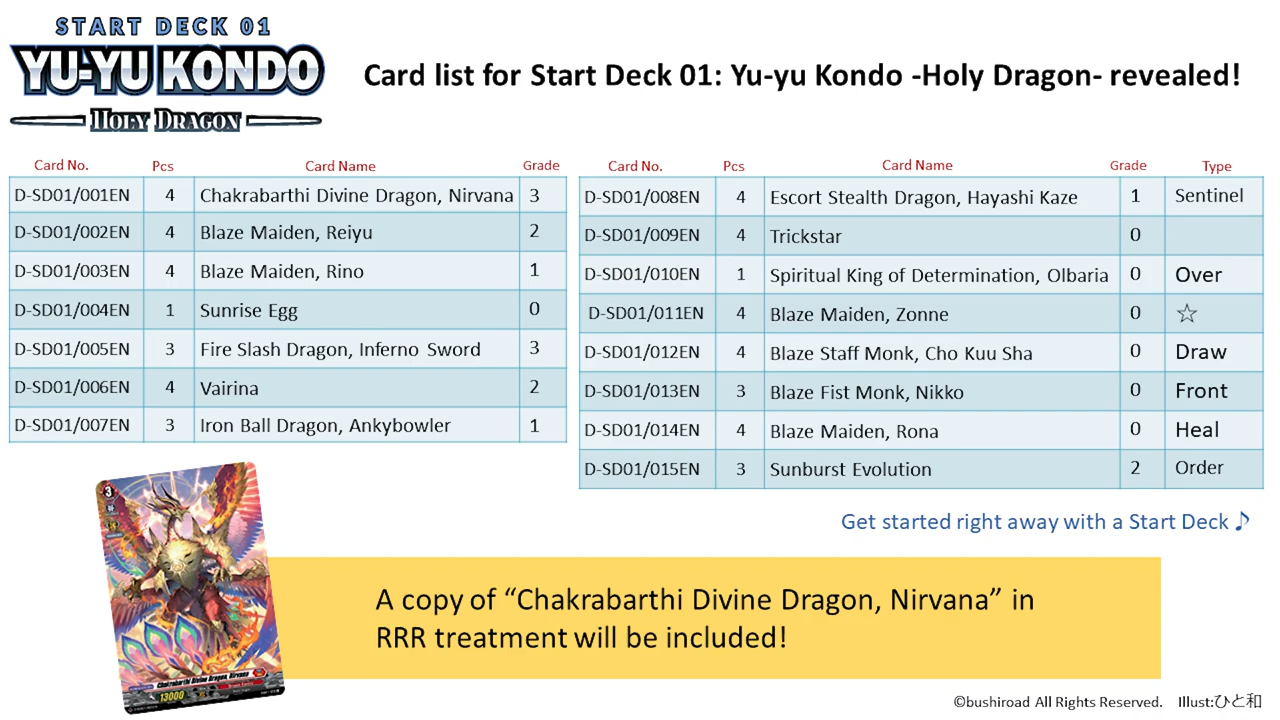 START DECK 01
YU-YU KONDO
HOLY DRAGON
Card list for Start Deck 01: Yu-yu Kondo -Holy Dragon- revealed!
Card No. Pcs Card Name Grade
D-SD01/001EN 4 Chakrabarthi Divine Dragon, Nirvana 3
D-SD01/002EN 4 Blaze Maiden, Reiyu 2
D-SD01/003EN 4 Blaze Maiden, Rino 1
D-SD01/004EN 1 Sunrise Egg 0
D-SD01/005EN 3 Fire Slash Dragon, Inferno Sword 3
D-SD01/006EN 4 Vairina 2
D-SD01/007EN 3 Iron Ball Dragon, Ankybowler 1
Card No. Pcs Card Name Grade Type
D-SD01/008EN 4 Escort Stealth Dragon, Hayashi Kaze 1 Sentinel
D-SD01/009EN 4 Trickstar 0
D-SD01/010EN 1 Spiritual King of Determination, Olbaria 0 Over
D-SD01/011EN 4 Blaze Maiden, Zonne 0 ☆
D-SD01/012EN 4 Blaze Staff Monk, Cho Kuu Sha 0 Draw
D-SD01/013EN 3 Blaze Fist Monk, Nikko 0 Front
D-SD01/014EN 4 Blaze Maiden, Rona 0 Heal
D-SD01/015EN 3 Sunburst Evolution 2 Order
Get started right away with a Start Deck ♪
3
Chakrabarthi Divine Dragon, Nirvana
13000
A copy of “Chakrabarthi Divine Dragon, Nirvana” in
RRR treatment will be included!
©bushiroad All Rights Reserved. Illust:ひと和